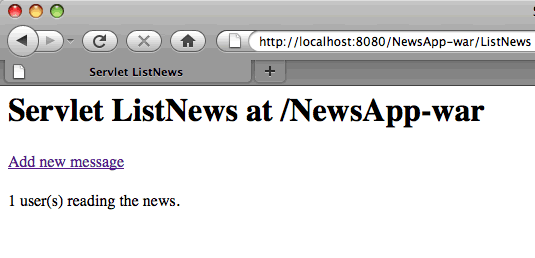 http://localhost:8080/NewsApp-war/ListNews
Servlet ListNews
Servlet ListNews at /NewsApp-war
Add new message
1 user(s) reading the news.